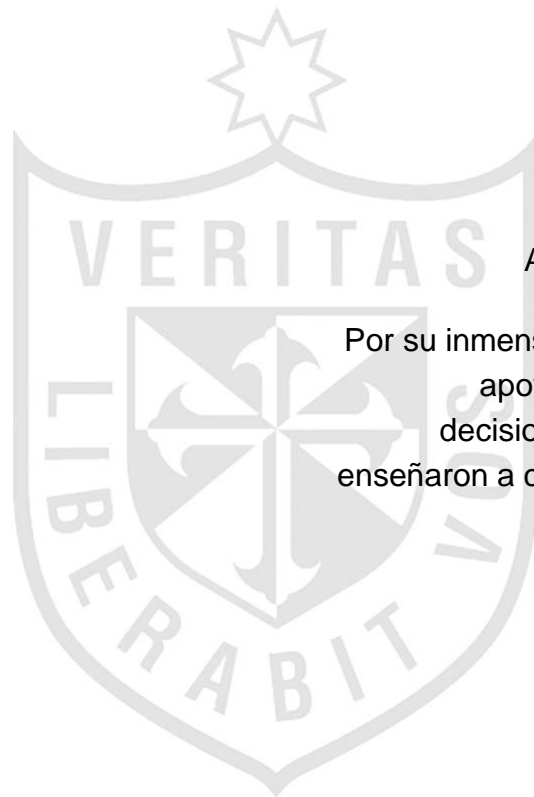 VERITAS
LIBERABIT VOS
A
Por su inmens
apo
decisio
enseñaron a